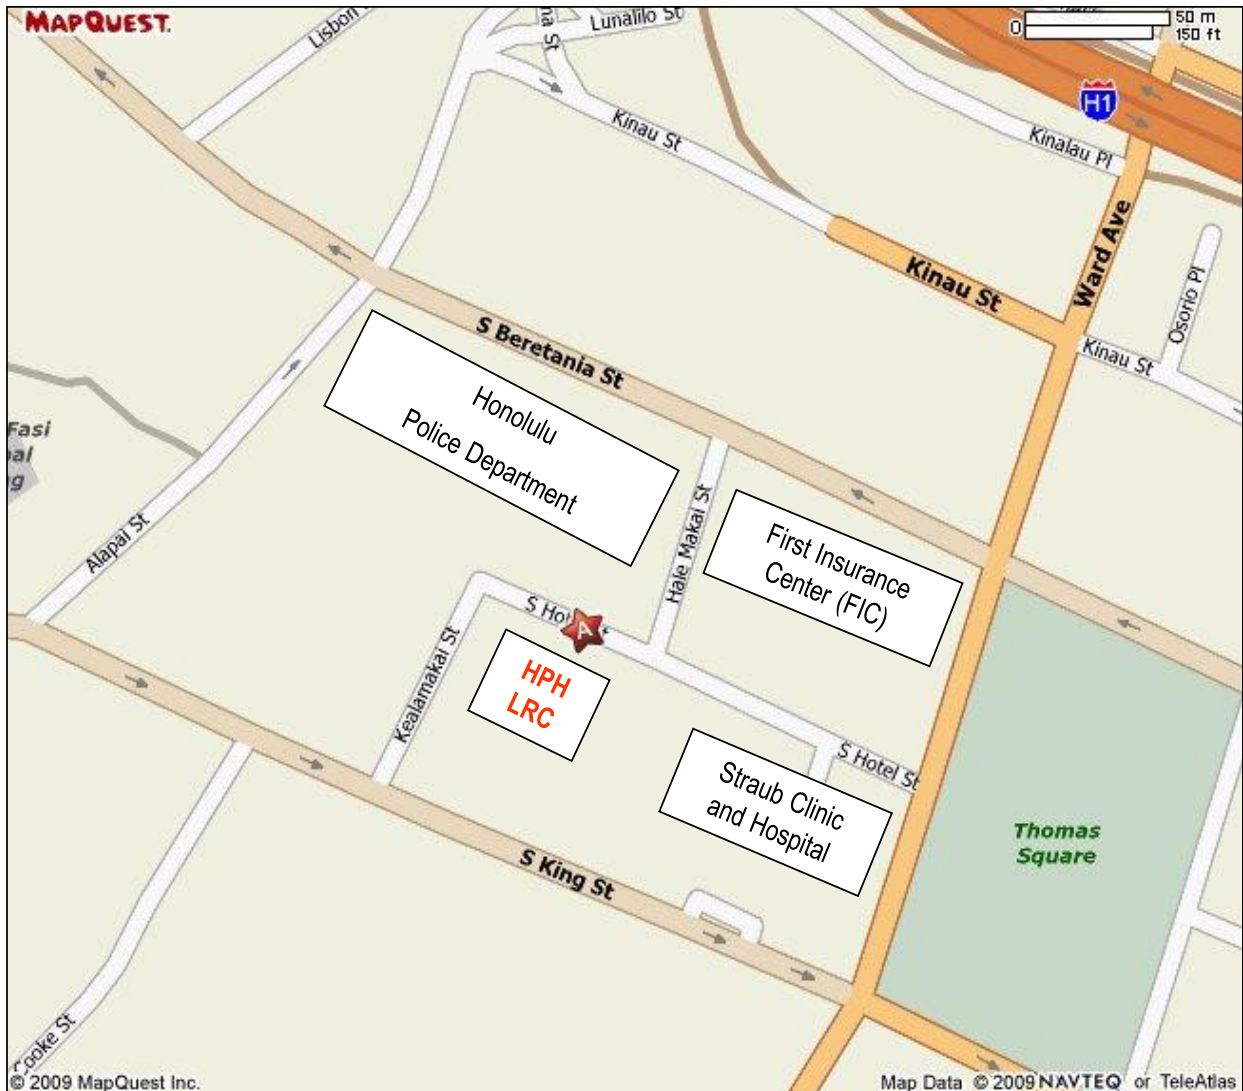 MAPQUEST.
Lisbon
na St
Lunalilo St
50 m
0
150 ft
H1
Kinau St
Kinalau Pl
Ward Ave
Kinau St
Osorio Pl
Kinau St
S Beretania St
Honolulu
Police Department
Fasi
pal
g
Alapai St
Hale Makai St
First Insurance
Center (FIC)
S Ho
A
Kealamakai St
HPH
LRC
S Hotel St
Straub Clinic
and Hospital
Thomas
Square
S King St
Cooke St
© 2009 MapQuest Inc.
Map Data © 2009 NAVTEQ or TeleAtlas